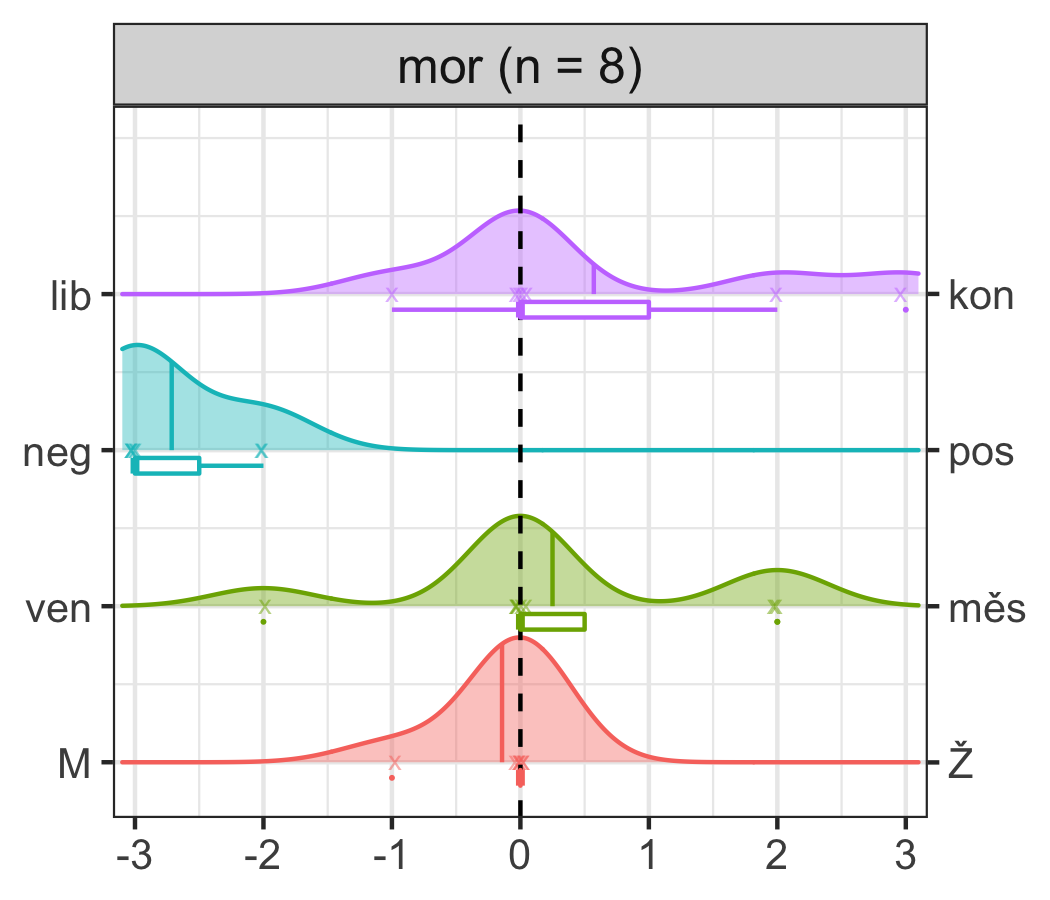 mor (n = 8)
lib kon
neg pos
ven měs
M Ž
-3 -2 -1 0 1 2 3